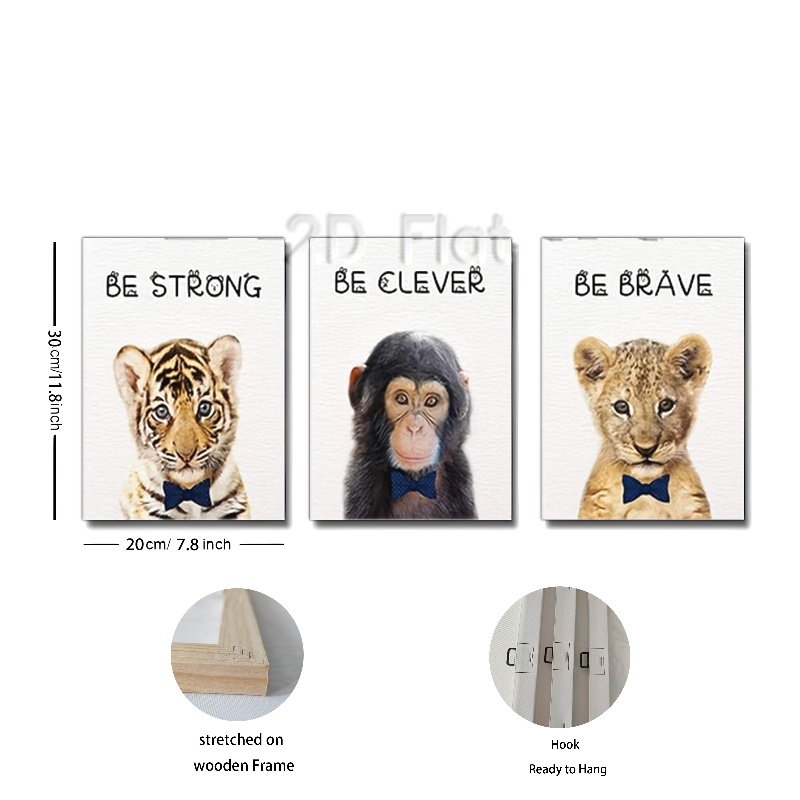 2D Flat
BE STRONG
BE CLEVER
BE BRAVE
30cm/11.8inch
20cm/ 7.8 inch
stretched on
wooden Frame
Hook
Ready to Hang